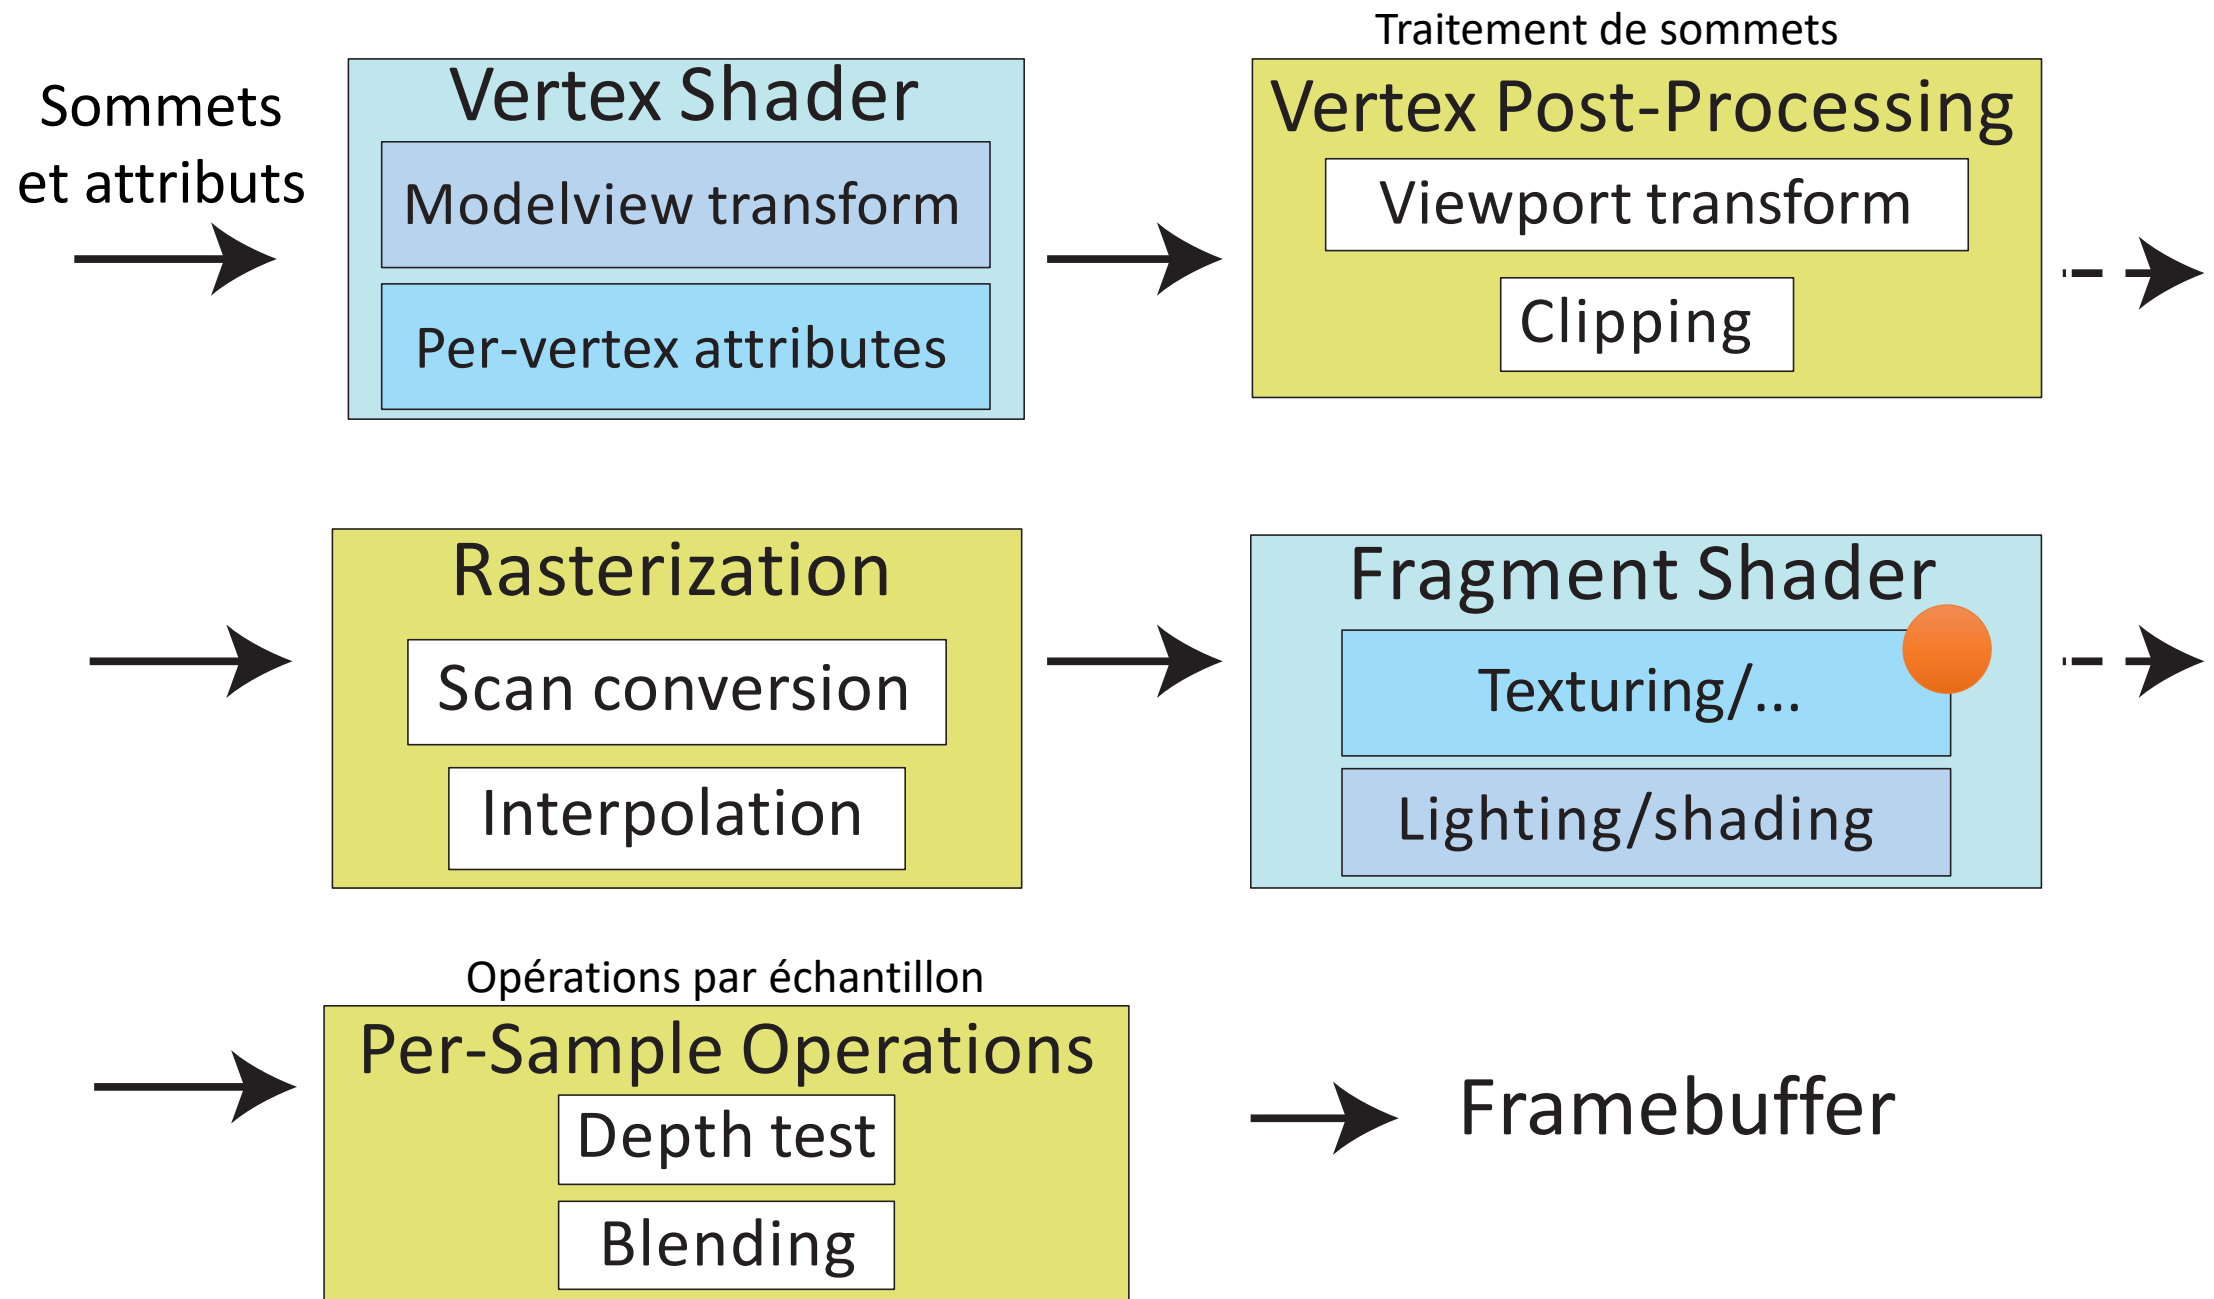 Sommets
et attributs
Vertex Shader
Modelview transform
Per-vertex attributes
Traitement de sommets
Vertex Post-Processing
Viewport transform
Clipping
Rasterization
Scan conversion
Interpolation
Fragment Shader
Texturing/...
Lighting/shading
Opérations par échantillon
Per-Sample Operations
Depth test
Blending
Framebuffer